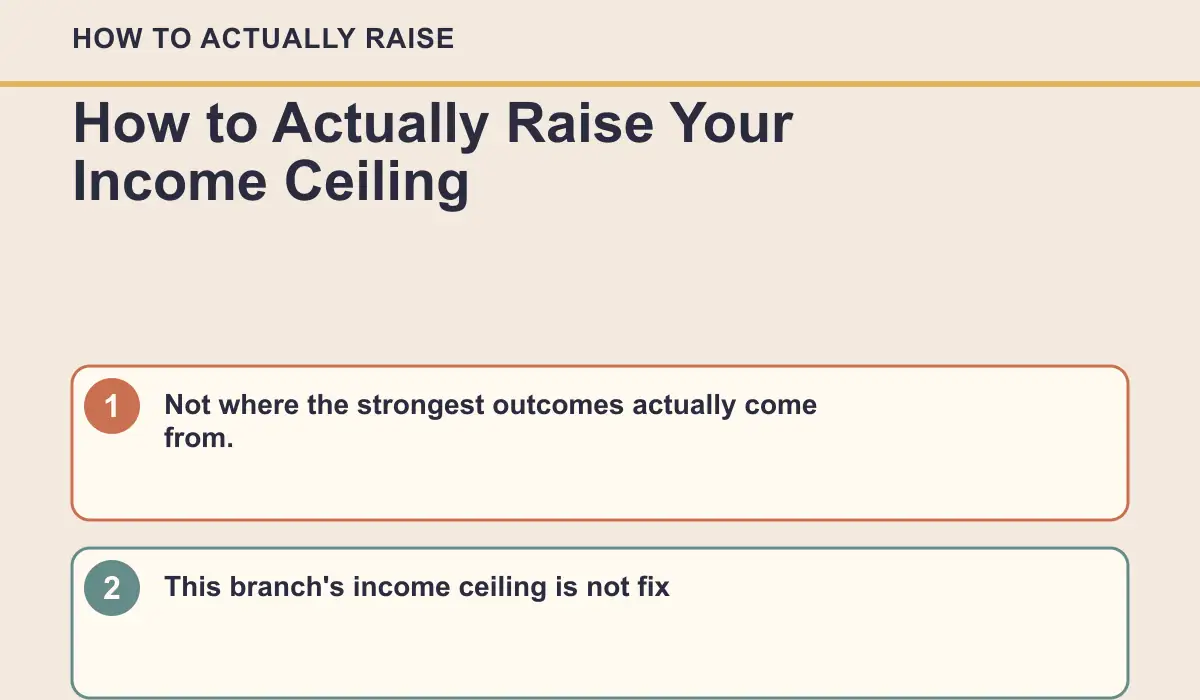 HOW TO ACTUALLY RAISE
How to Actually Raise Your
Income Ceiling
1
Not where the strongest outcomes actually come
from.
2
This branch's income ceiling is not fix